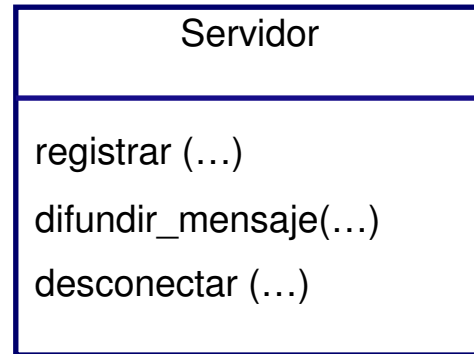 Servidor
registrar (…)
difundir_mensaje(…)
desconectar (…)